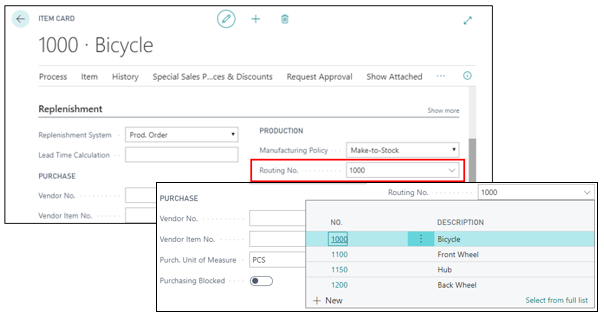 ITEM CARD
1000 · Bicycle
Process Item History Special Sales P...ces & Discounts Request Approval Show Attached ...
Replenishment Show more
Replenishment System Prod. Order
Lead Time Calculation
PURCHASE
Vendor No.
Vendor Item No.
PRODUCTION
Manufacturing Policy Make-to-Stock
Routing No. 1000
PURCHASE
Vendor No.
Vendor Item No.
Purch. Unit of Measure PCS
Purchasing Blocked
Routing No. 1000
NO. DESCRIPTION
1000 Bicycle
1100 Front Wheel
1150 Hub
1200 Back Wheel
+ New Select from full list